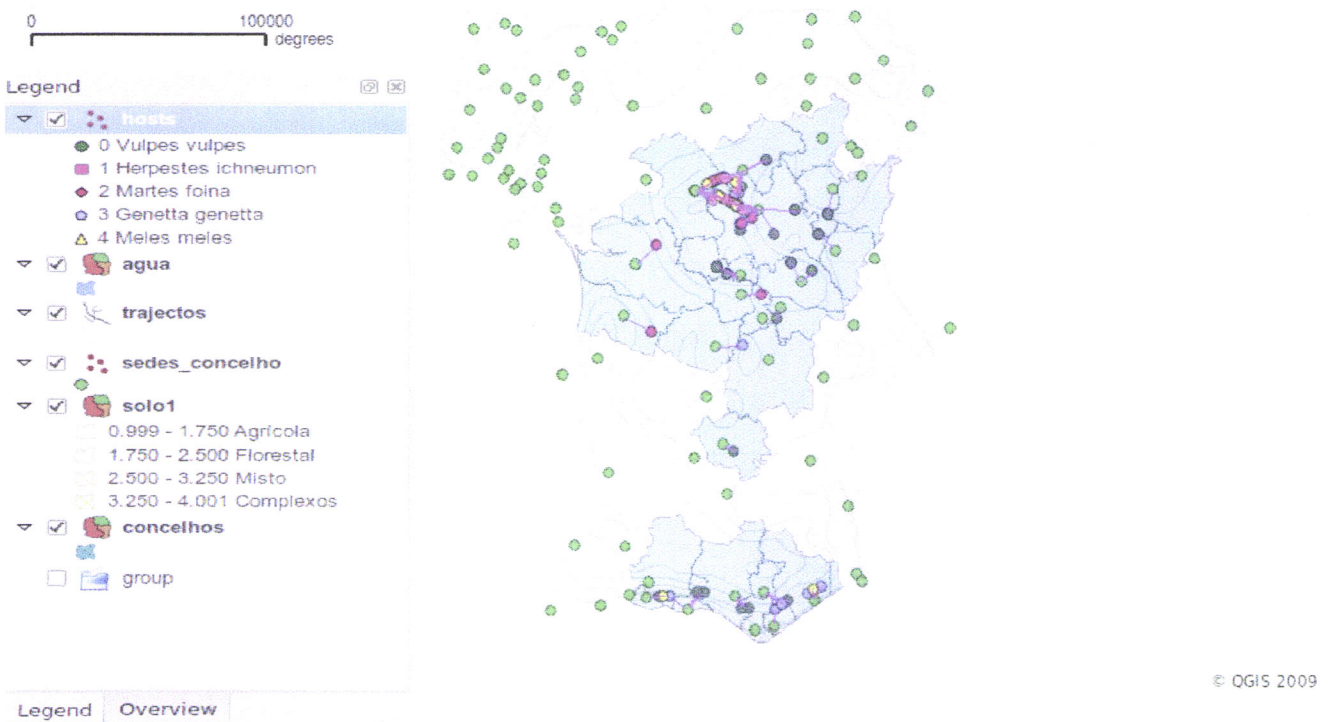 0 100000
degrees
Legend
hosts
0 Vulpes vulpes
1 Herpestes ichneumon
2 Martes foina
3 Genetta genetta
4 Meles meles
agua
trajectos
sedes_concelho
solo1
0.999 - 1.750 Agrícola
1.750 - 2.500 Florestal
2.500 - 3.250 Misto
3.250 - 4.001 Complexos
concelhos
group
© QGIS 2009
Legend Overview